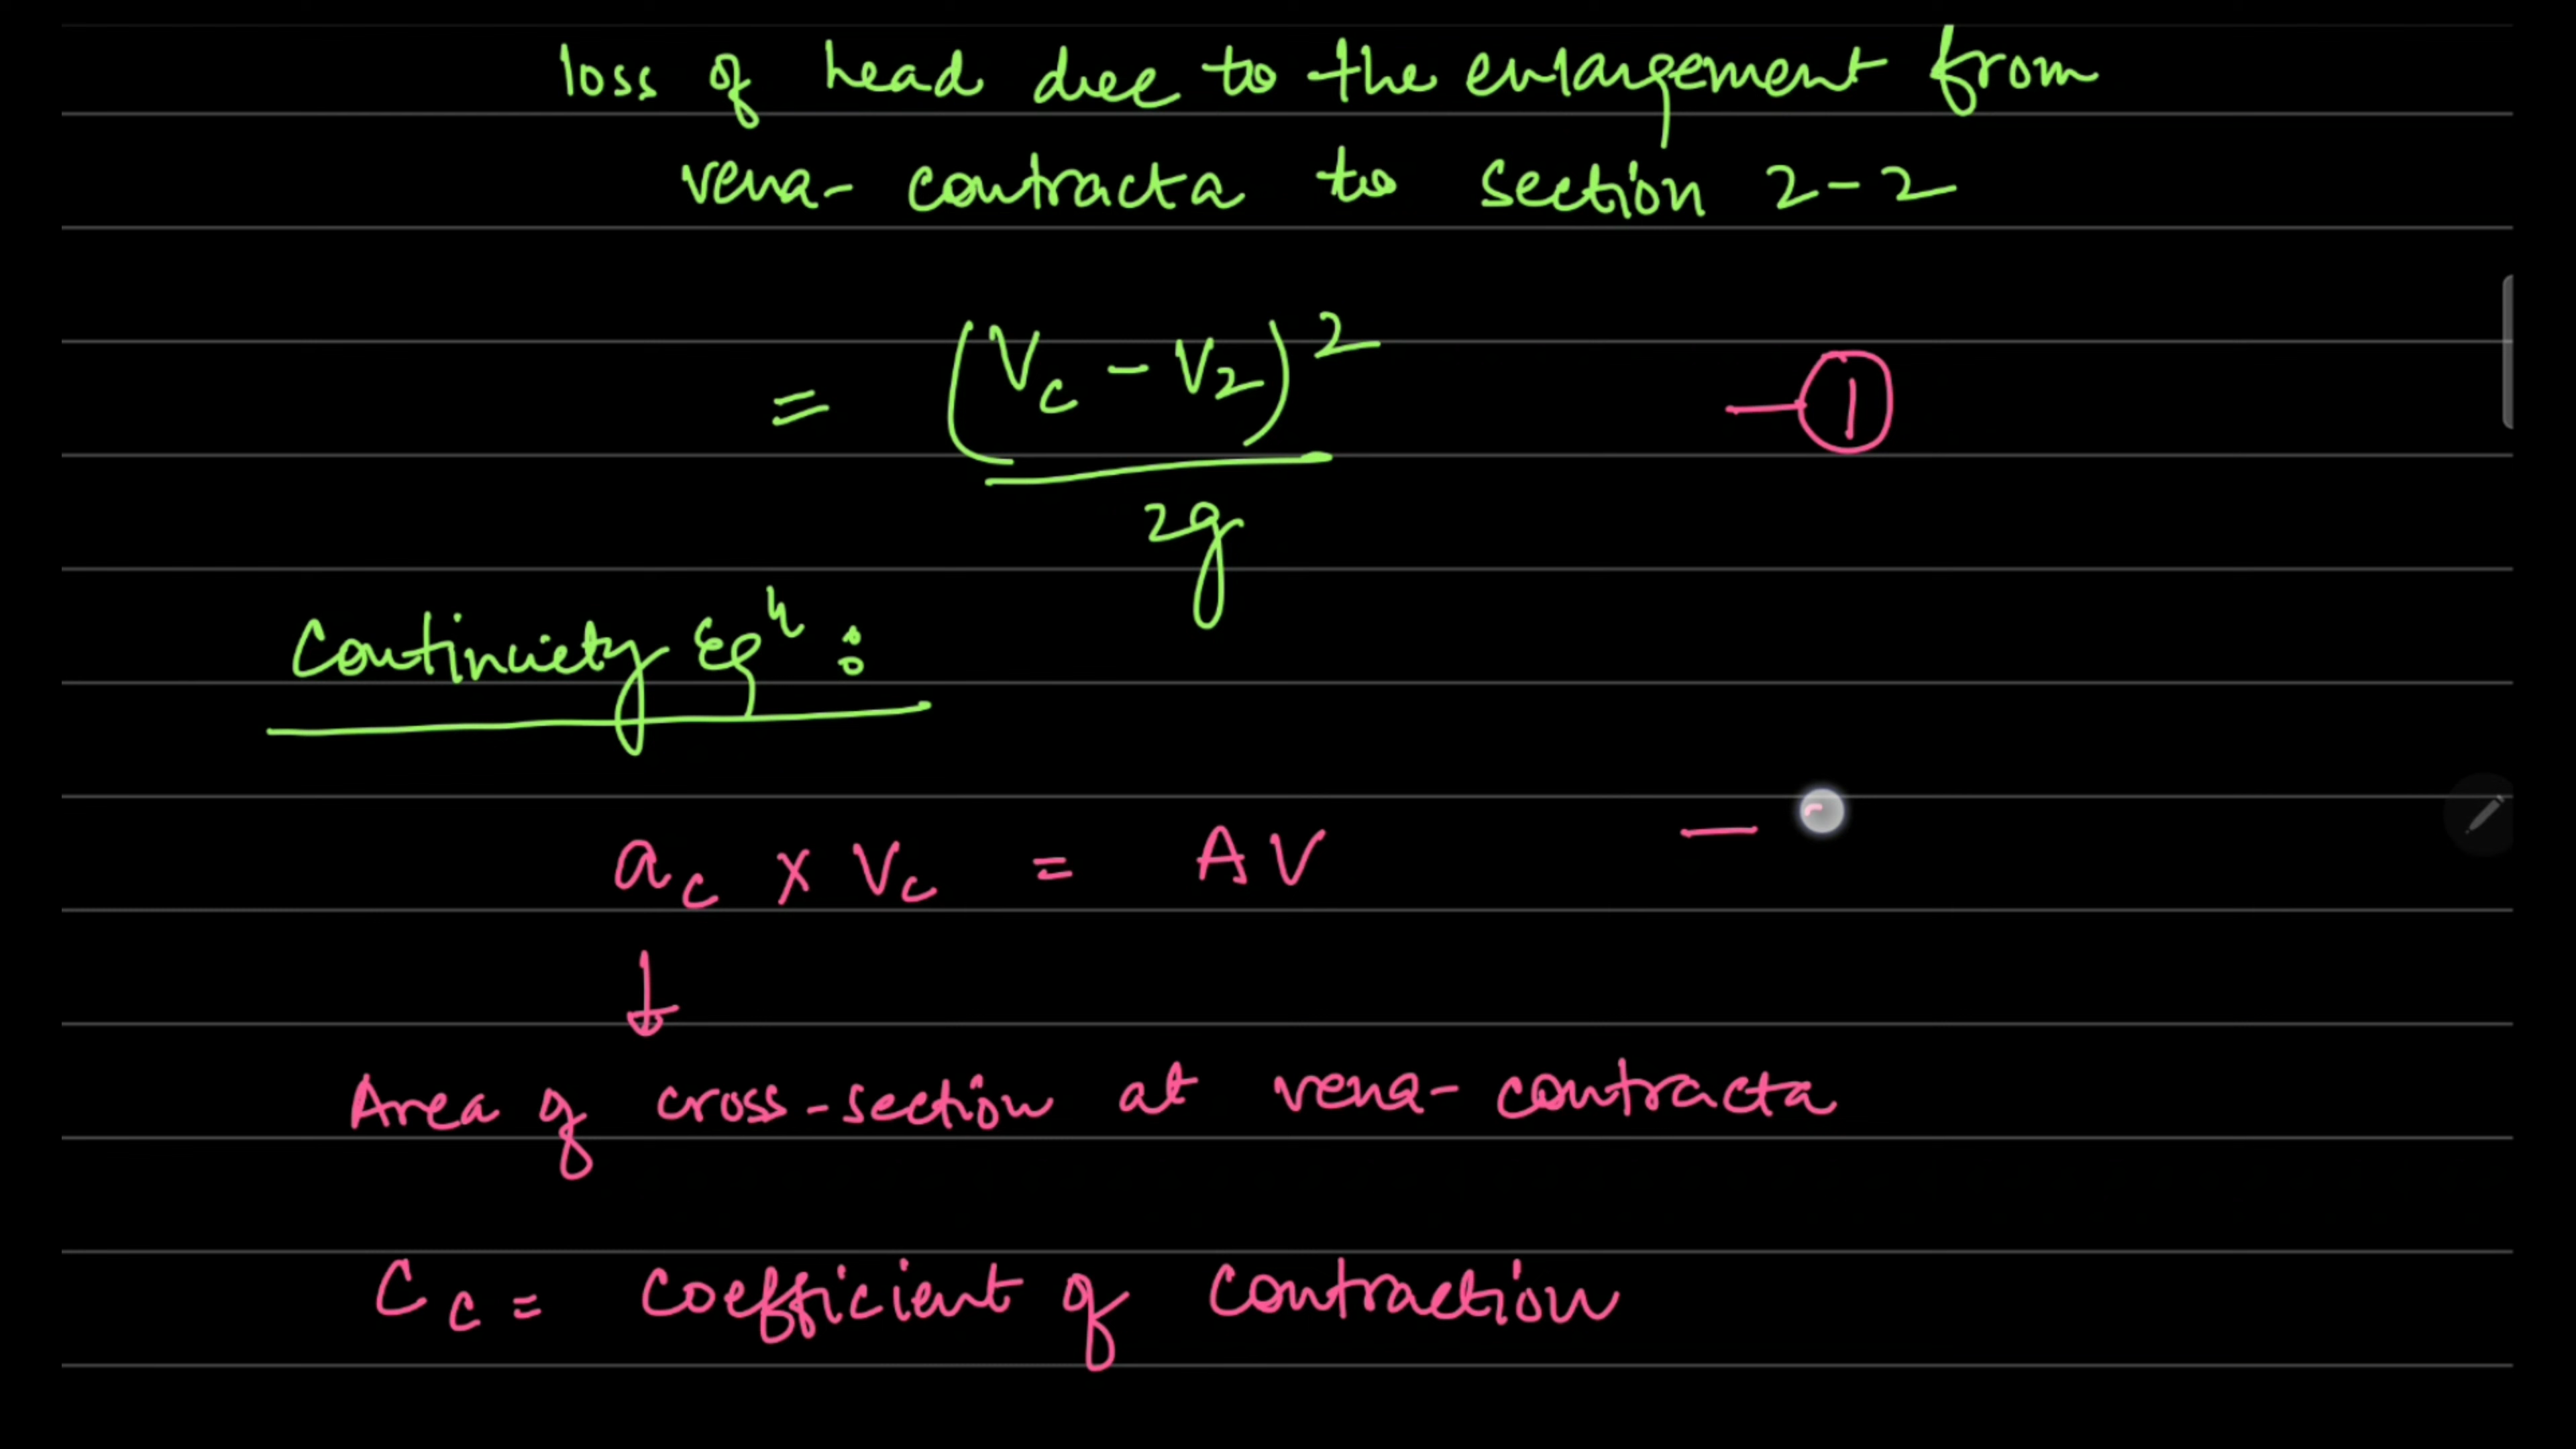 loss of head due to the enlargement from
vena-contracta to section 2-2
= (Vc - V2)² / 2g — ①
Continuiety Eqⁿ :
ac × Vc = AV —
↓
Area of cross-section at vena-contracta
Cc = coefficient of contraction